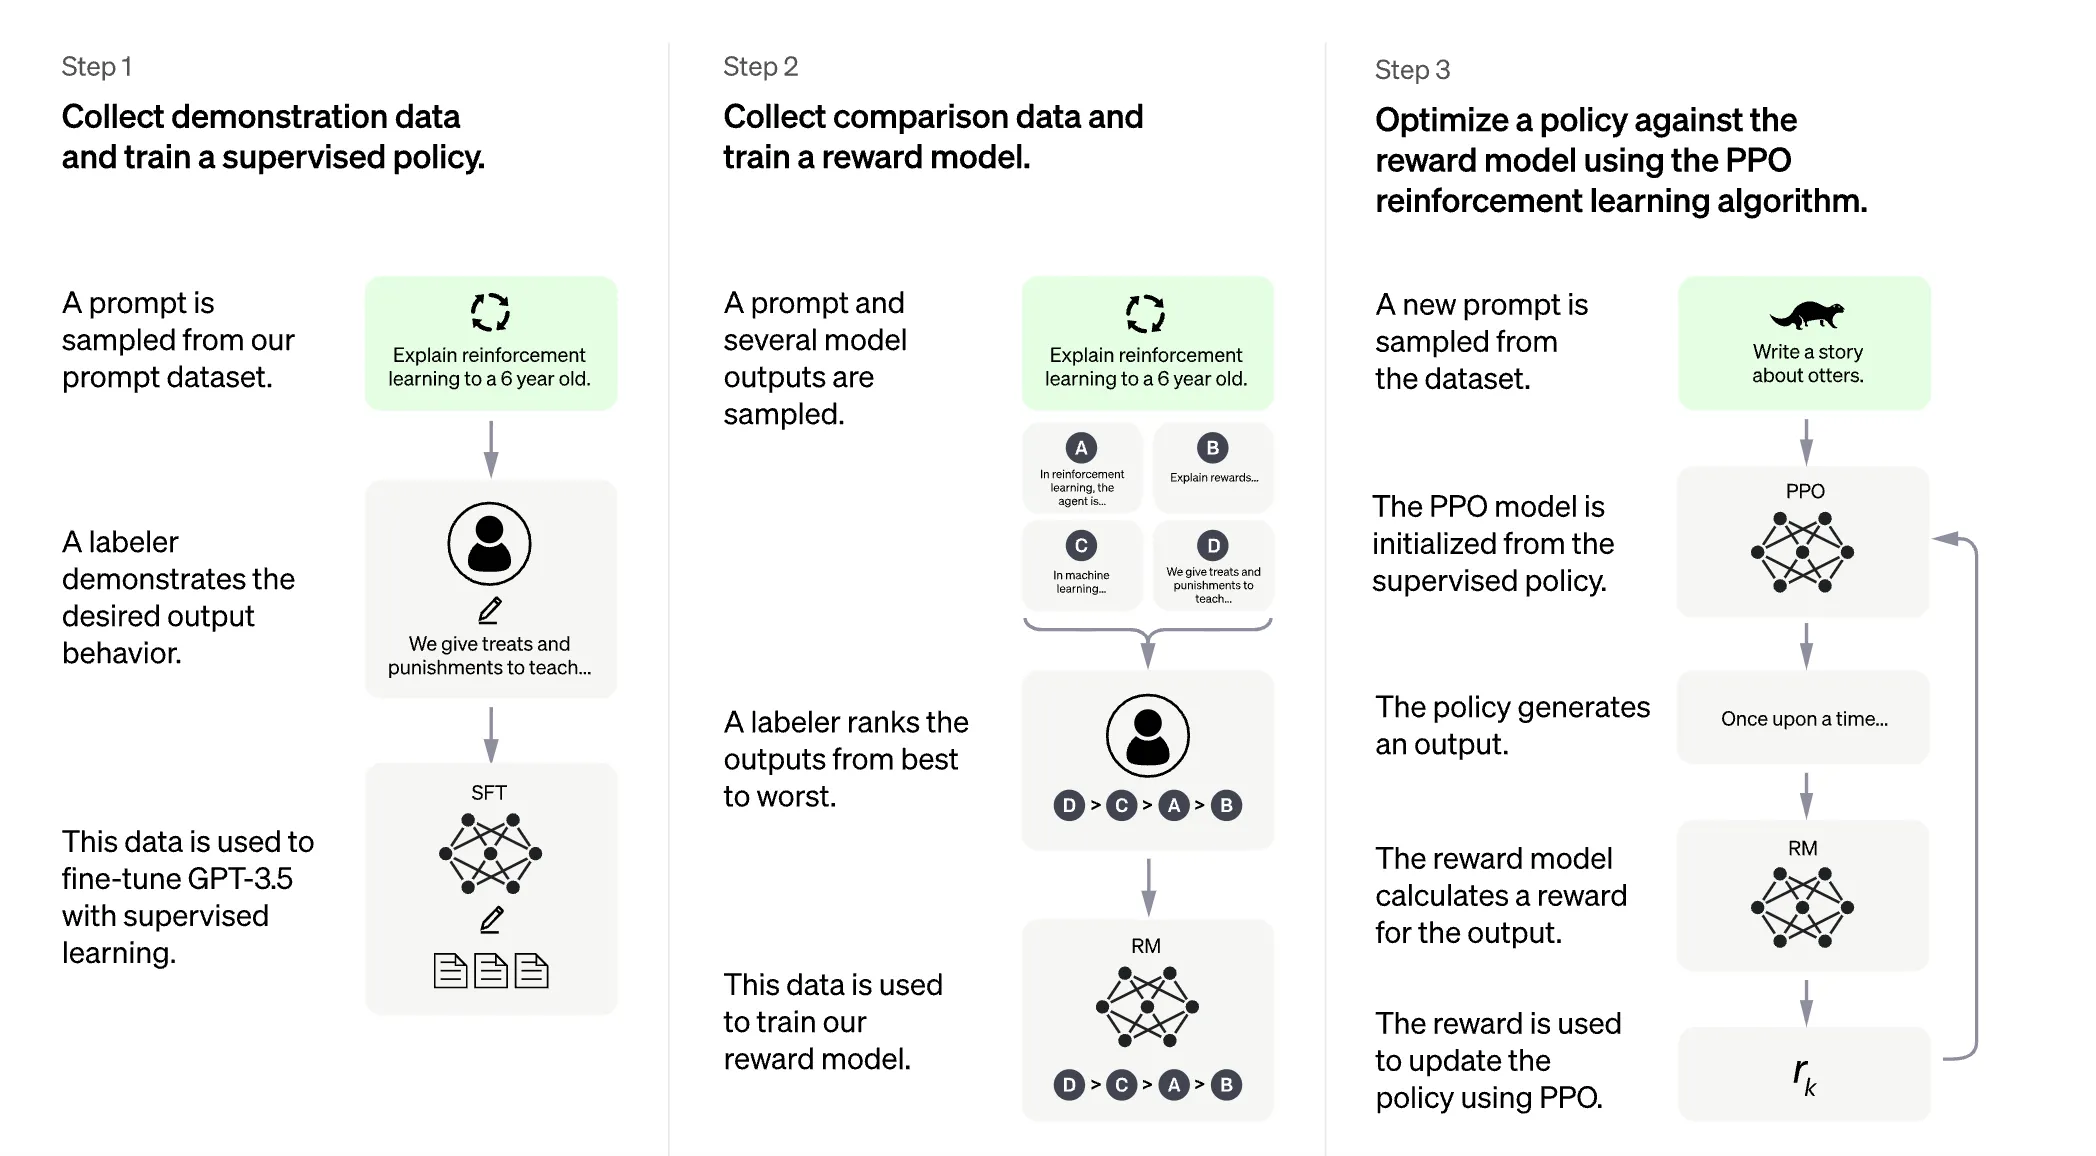 Step 1
Collect demonstration data
and train a supervised policy.
A prompt is
sampled from our
prompt dataset.
Explain reinforcement
learning to a 6 year old.
A labeler
demonstrates the
desired output
behavior.
We give treats and
punishments to teach...
This data is used to
fine-tune GPT-3.5
with supervised
learning.
SFT
Step 2
Collect comparison data and
train a reward model.
A prompt and
several model
outputs are
sampled.
Explain reinforcement
learning to a 6 year old.
A
In reinforcement
learning, the
agent is...
B
Explain rewards...
C
In machine
learning...
D
We give treats and
punishments to
teach...
A labeler ranks the
outputs from best
to worst.
D > C > A > B
This data is used
to train our
reward model.
RM
D > C > A > B
Step 3
Optimize a policy against the
reward model using the PPO
reinforcement learning algorithm.
A new prompt is
sampled from
the dataset.
Write a story
about otters.
The PPO model is
initialized from the
supervised policy.
PPO
The policy generates
an output.
Once upon a time...
The reward model
calculates a reward
for the output.
RM
The reward is used
to update the
policy using PPO.
rk